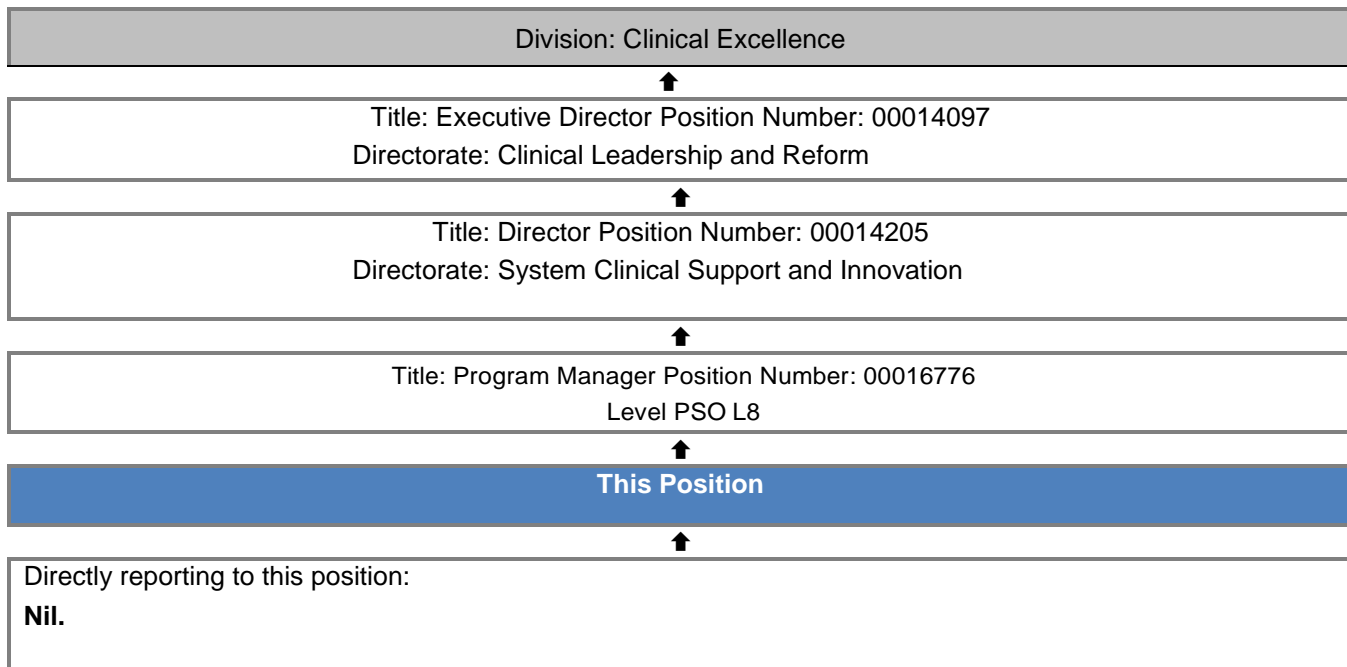 Division: Clinical Excellence
Title: Executive Director Position Number: 00014097
Directorate: Clinical Leadership and Reform
Title: Director Position Number: 00014205
Directorate: System Clinical Support and Innovation
Title: Program Manager Position Number: 00016776
Level PSO L8
This Position
Directly reporting to this position:
Nil.